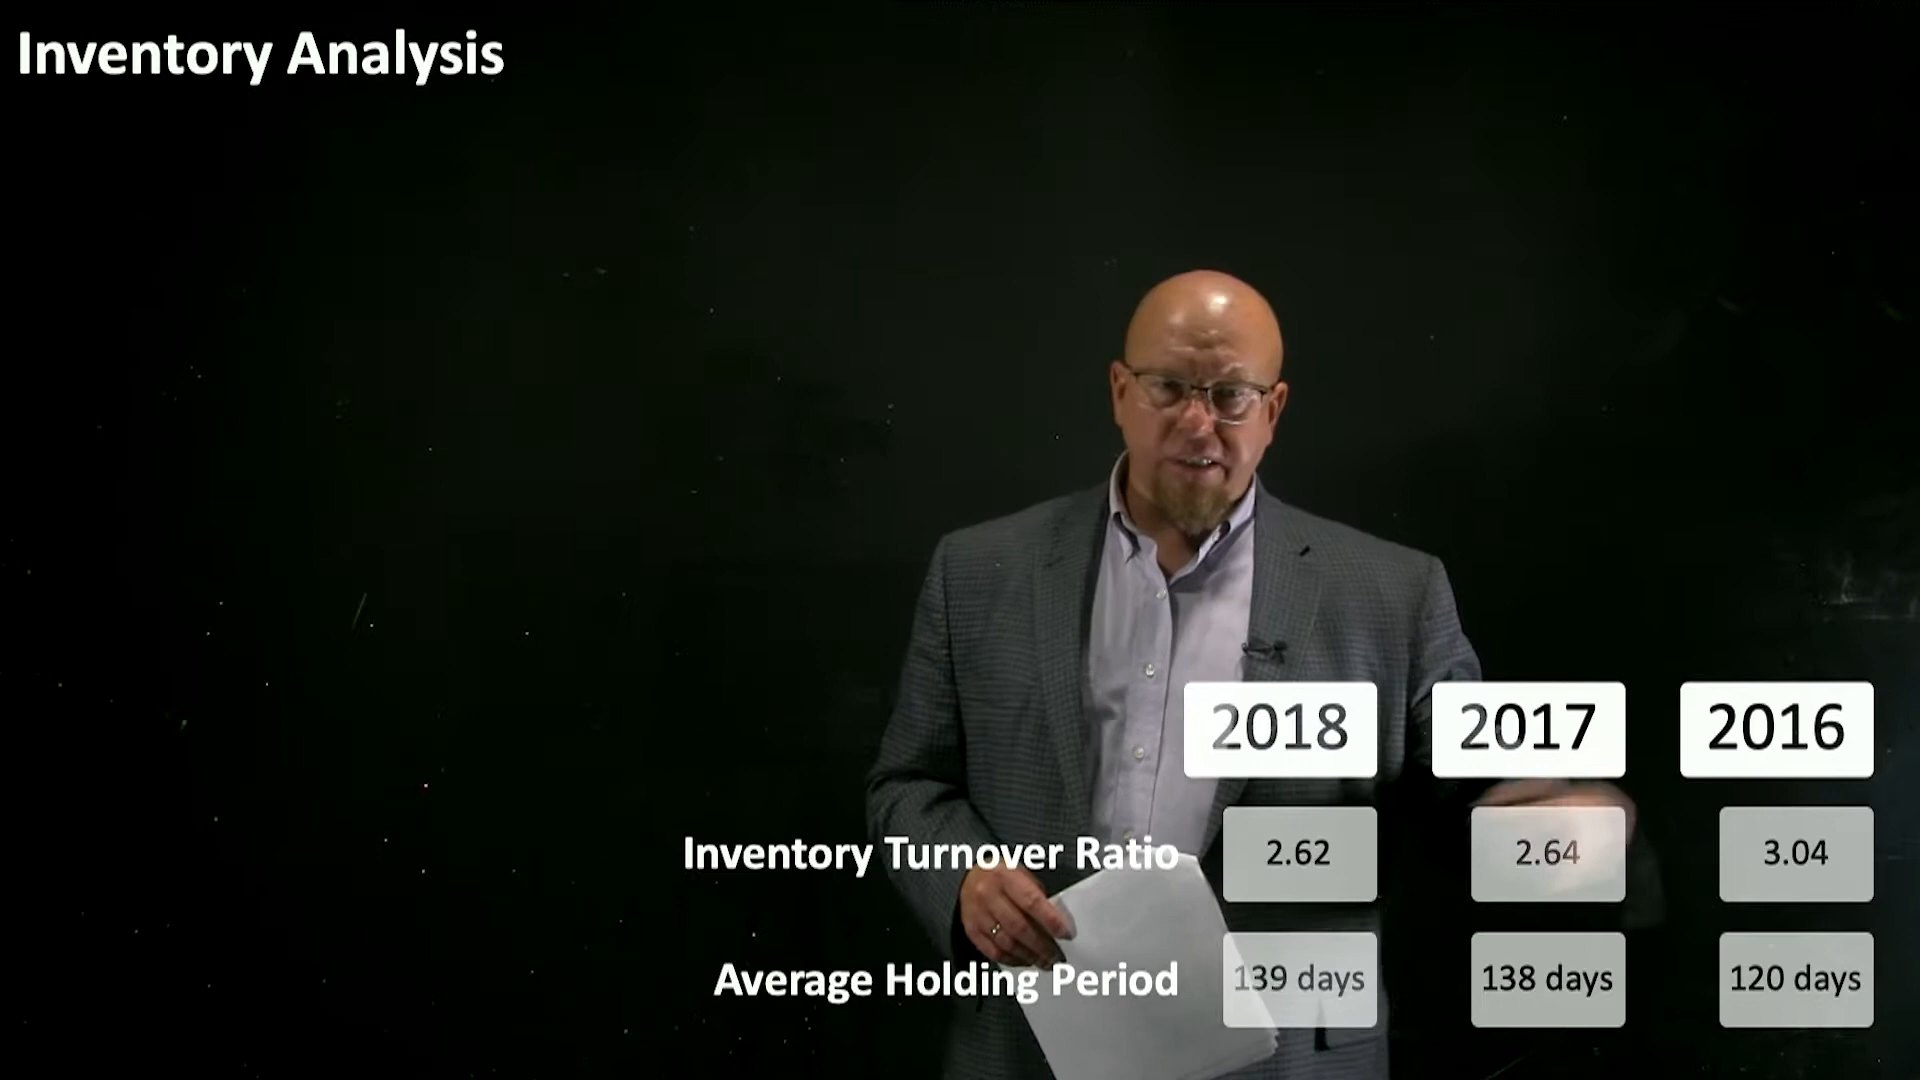 Inventory Analysis
2018 2017 2016
Inventory Turnover Ratio 2.62 2.64 3.04
Average Holding Period 139 days 138 days 120 days